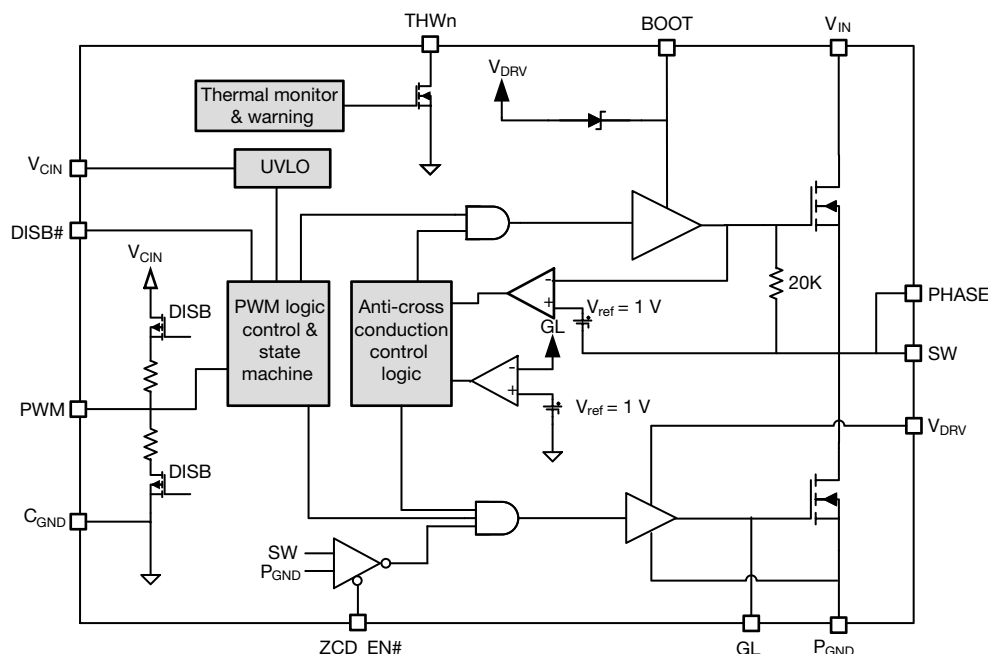 THWn
BOOT
VIN
VDRV
Thermal monitor
& warning
VCIN
UVLO
DISB#
VCIN
DISB
PWM logic
control &
state
machine
Anti-cross
conduction
control
logic
-
+
Vref = 1 V
20K
PHASE
SW
GL
-
+
Vref = 1 V
PWM
VDRV
DISB
CGND
SW
PGND
ZCD_EN#
GL
PGND